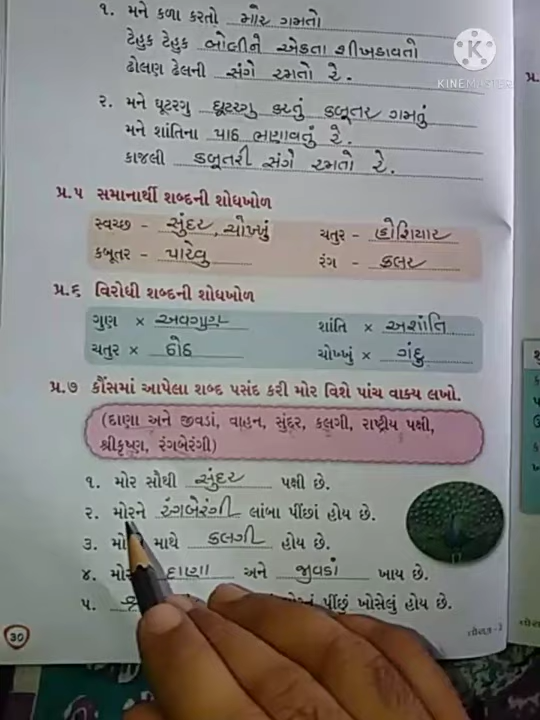 ૧. મને કળા કરતો મોર ગમતો
ટેહુક ટેહુક બોલીને એકતા શીખડાવતો
ઢોલણ ઢેલની સંગે રમતો રે.
૨. મને ઘૂટરગુ ઘૂટરગુ કરતું કબૂતર ગમતું
મને શાંતિના પાઠ ભણાવતું રે.
કાજલી કબૂતરી સંગે રમતો રે.
KINEMASTER
પ્ર.૫ સમાનાર્થી શબ્દની શોધખોળ
સ્વચ્છ - સુંદર, ચોખ્ખું ચતુર - હોશિયાર
કબૂતર - પારેવુ રંગ - કલર
પ્ર.૬ વિરોધી શબ્દની શોધખોળ
ગુણ × અવગુણ શાંતિ × અશાંતિ
ચતુર × ઠોઠ ચોખ્ખું × ગંદુ
પ્ર.૭ કૌંસમાં આપેલા શબ્દ પસંદ કરી મોર વિશે પાંચ વાક્ય લખો.
(દાણા અને જીવડાં, વાહન, સુંદર, કલગી, રાષ્ટ્રીય પક્ષી,
શ્રીકૃષ્ણ, રંગબેરંગી)
૧. મોર સૌથી સુંદર પક્ષી છે.
૨. મોરને રંગબેરંગી લાંબા પીંછાં હોય છે.
૩. માથે કલગી હોય છે.
૪. દાણા અને જીવડાં ખાય છે.
૫. પીંછું ખોસેલું હોય છે.
30